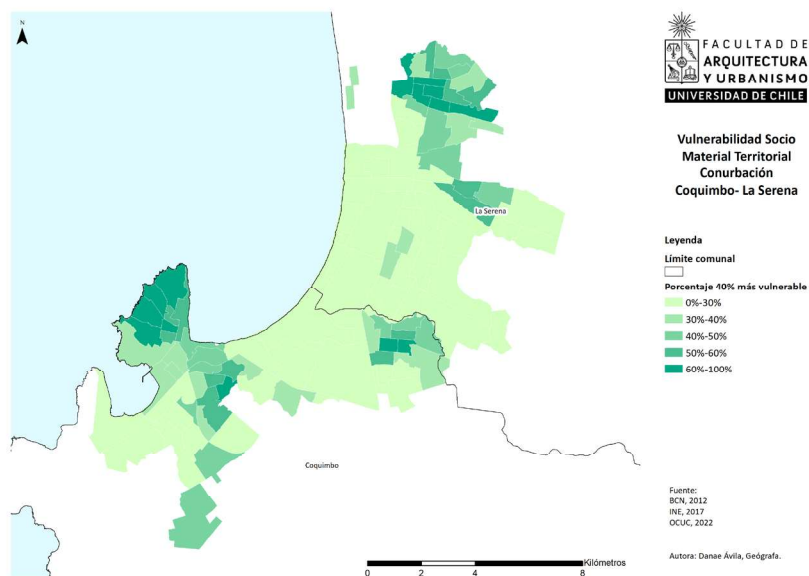 N
FACULTAD DE
ARQUITECTURA
Y URBANISMO
UNIVERSIDAD DE CHILE
Vulnerabilidad Socio
Material Territorial
Conurbación
Coquimbo- La Serena
La Serena
Leyenda
Límite comunal
Porcentaje 40% más vulnerable
0%-30%
30%-40%
40%-50%
50%-60%
60%-100%
Coquimbo
Fuente:
BCN, 2012
INE, 2017
OCUC, 2022
Autora: Danae Ávila, Geógrafa.
Kilómetros
0 2 4 8